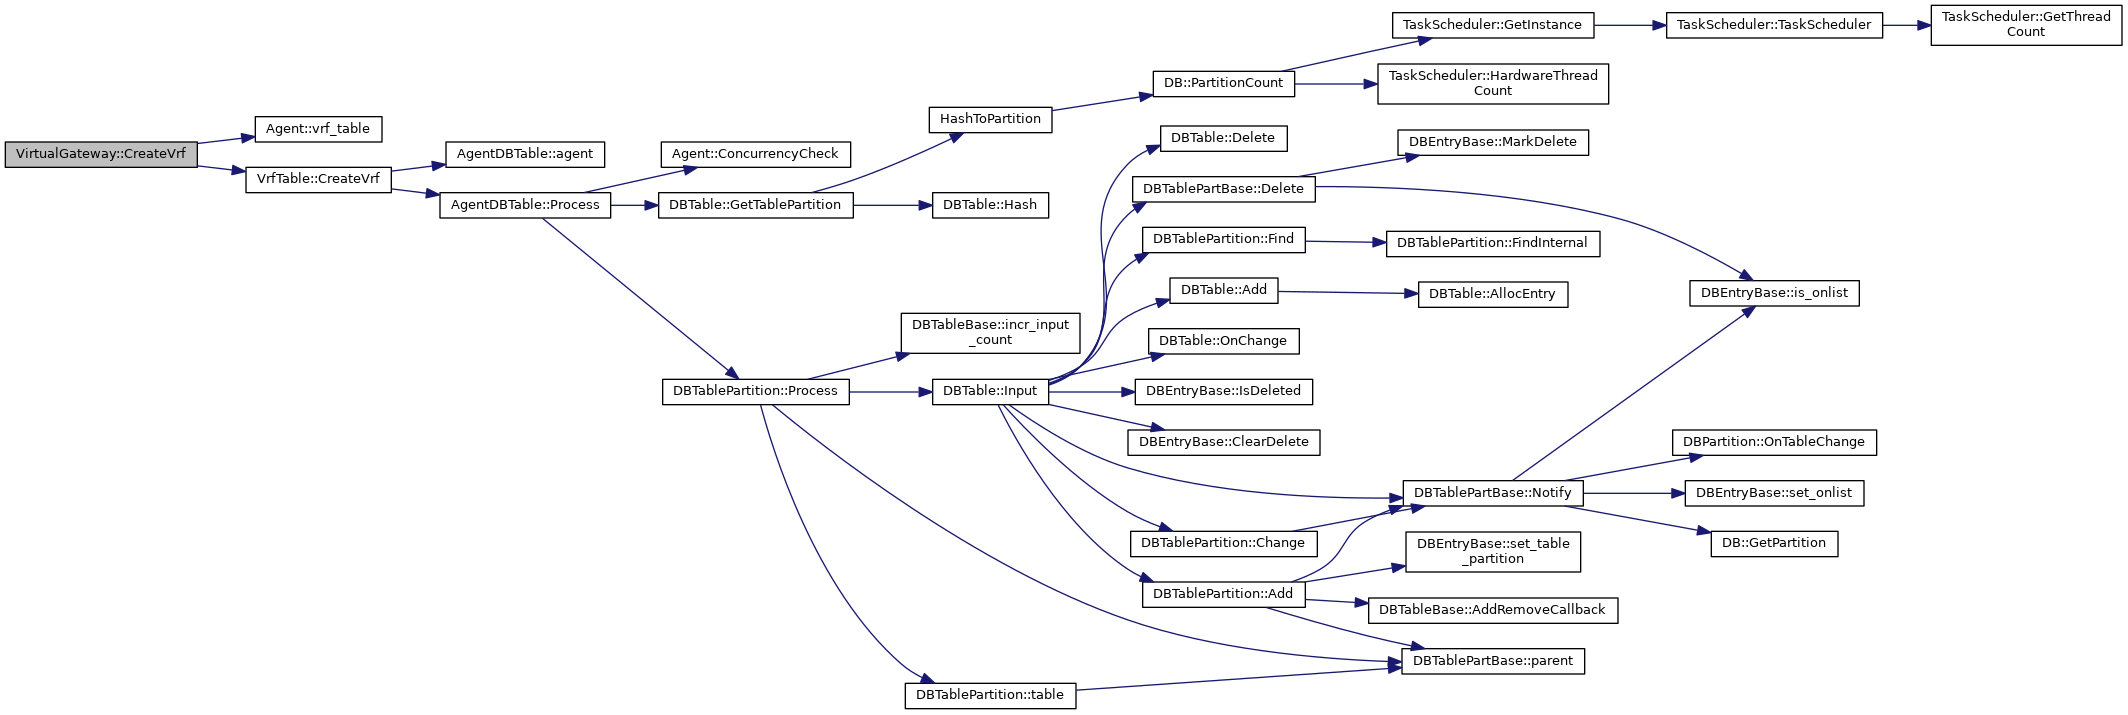 VirtualGateway::CreateVrf
Agent::vrf_table
VrfTable::CreateVrf
AgentDBTable::agent
AgentDBTable::Process
Agent::ConcurrencyCheck
DBTable::GetTablePartition
DBTablePartition::Process
HashToPartition
DBTable::Hash
DBTableBase::incr_input
_count
DBTable::Input
DBTablePartition::table
DB::PartitionCount
DBTable::Delete
DBTablePartBase::Delete
DBTablePartition::Find
DBTable::Add
DBTable::OnChange
DBEntryBase::IsDeleted
DBEntryBase::ClearDelete
DBTablePartition::Change
DBTablePartition::Add
TaskScheduler::GetInstance
TaskScheduler::HardwareThread
Count
DBEntryBase::MarkDelete
DBTablePartition::FindInternal
DBTable::AllocEntry
DBTablePartBase::Notify
DBEntryBase::set_table
_partition
DBTableBase::AddRemoveCallback
DBTablePartBase::parent
TaskScheduler::TaskScheduler
DBEntryBase::is_onlist
DBPartition::OnTableChange
DBEntryBase::set_onlist
DB::GetPartition
TaskScheduler::GetThread
Count